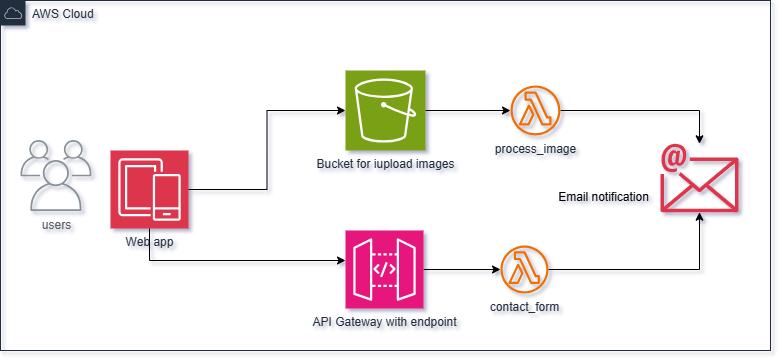 AWS Cloud
Bucket for iupload images
process_image
@
Email notification
users
Web app
</>
API Gateway with endpoint
contact_form